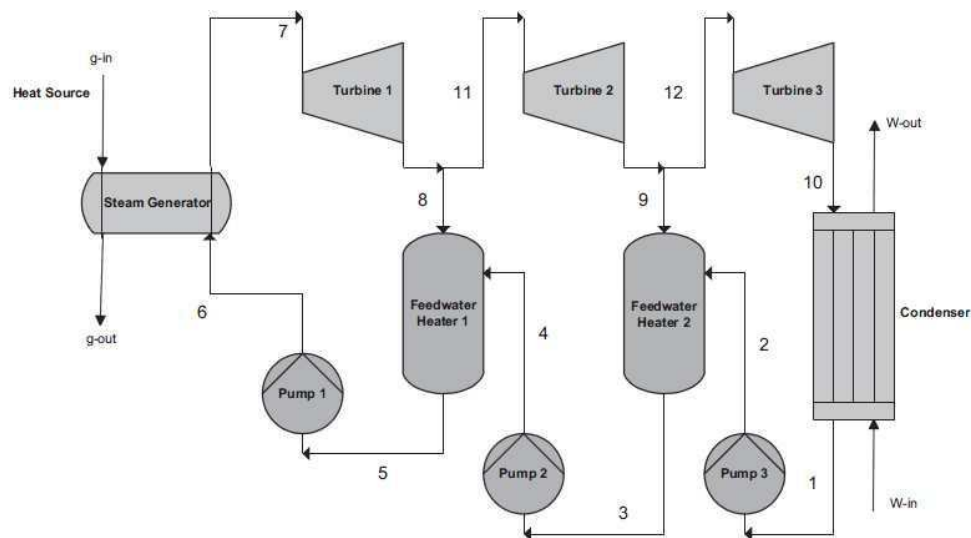 7
g-in
Heat Source
Turbine 1
11
Turbine 2
12
Turbine 3
W-out
Steam Generator
8
9
10
6
g-out
Feedwater
Heater 1
4
Feedwater
Heater 2
2
Condenser
Pump 1
5
Pump 2
3
Pump 3
1
W-in